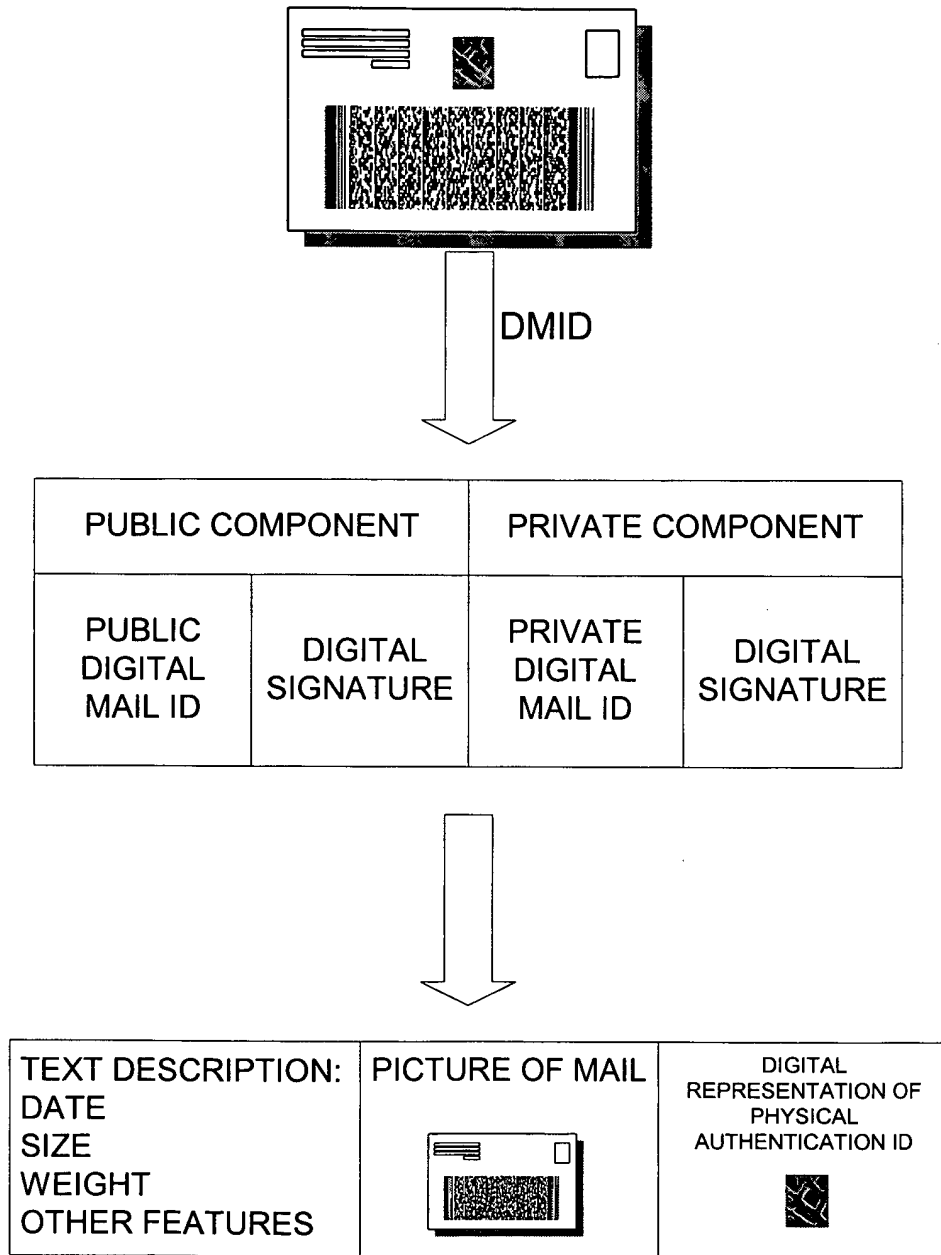 DMID
PUBLIC COMPONENT
PRIVATE COMPONENT
PUBLIC
DIGITAL
MAIL ID
DIGITAL
SIGNATURE
PRIVATE
DIGITAL
MAIL ID
DIGITAL
SIGNATURE
TEXT DESCRIPTION:
DATE
SIZE
WEIGHT
OTHER FEATURES
PICTURE OF MAIL
DIGITAL
REPRESENTATION OF
PHYSICAL
AUTHENTICATION ID